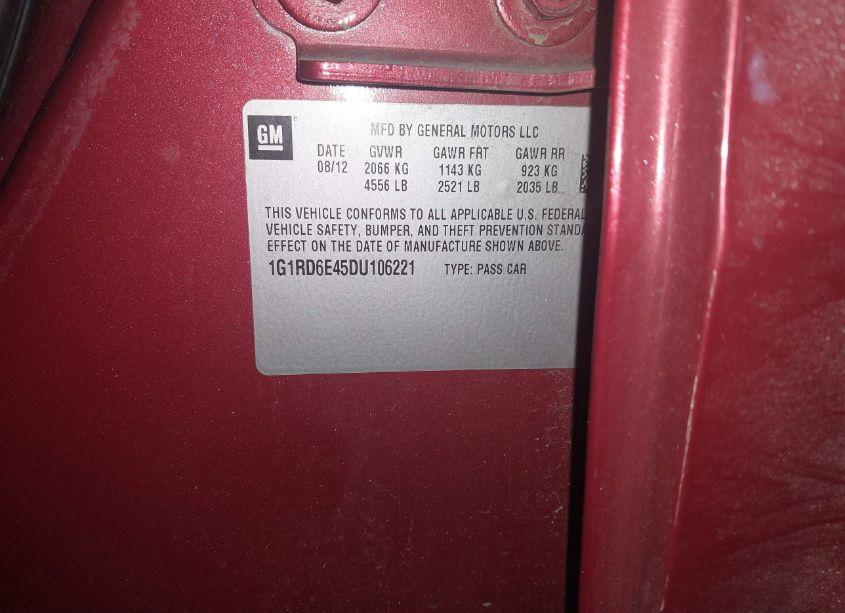 GM
MFD BY GENERAL MOTORS LLC
DATE GVWR GAWR FRT GAWR RR
08/12 2066 KG 1143 KG 923 KG
4556 LB 2521 LB 2035 LB
THIS VEHICLE CONFORMS TO ALL APPLICABLE U.S. FEDERAL
VEHICLE SAFETY, BUMPER, AND THEFT PREVENTION STANDA
EFFECT ON THE DATE OF MANUFACTURE SHOWN ABOVE.
1G1RD6E45DU106221 TYPE: PASS CAR